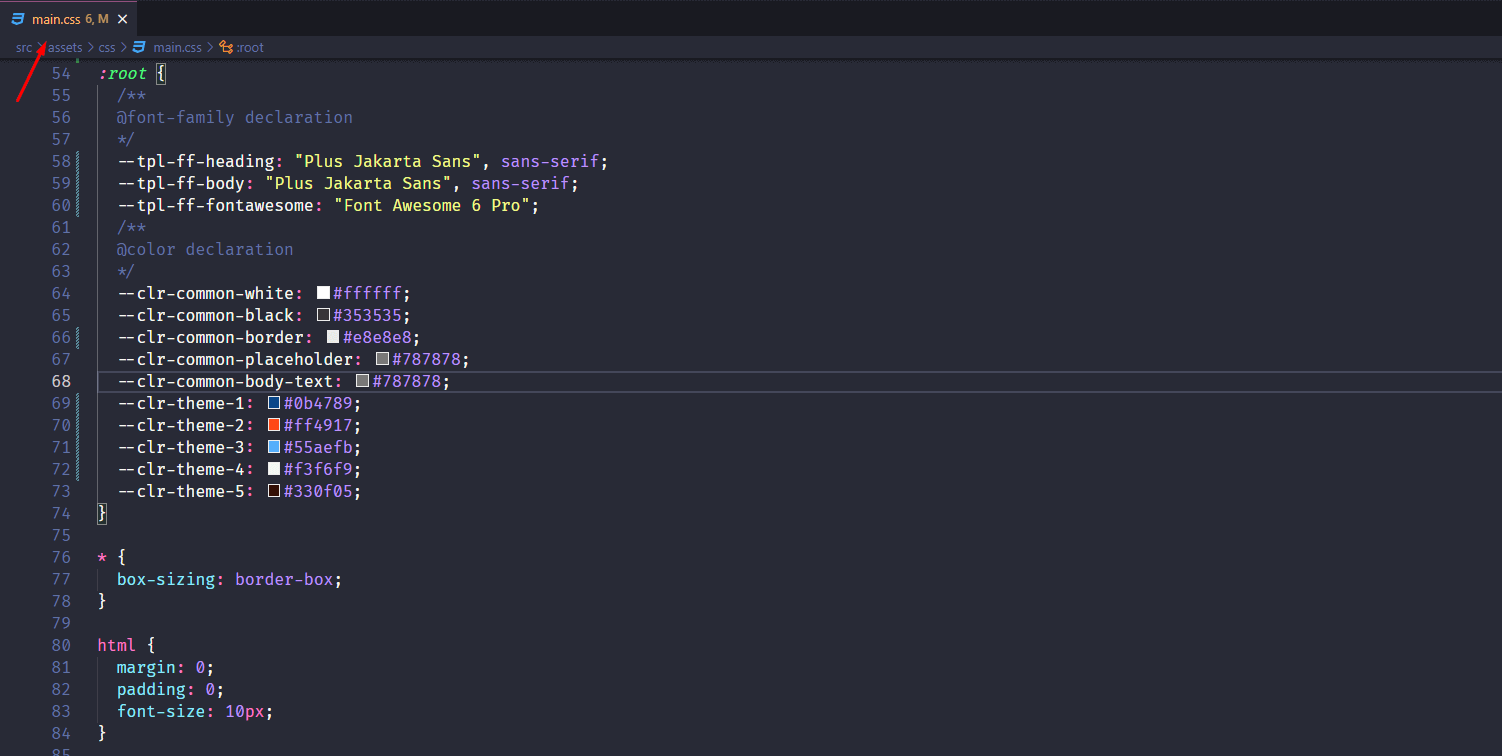 main.css 6, M
src > assets > css > main.css > :root
54 :root {
55 /**
56 @font-family declaration
57 */
58 --tpl-ff-heading: "Plus Jakarta Sans", sans-serif;
59 --tpl-ff-body: "Plus Jakarta Sans", sans-serif;
60 --tpl-ff-fontawesome: "Font Awesome 6 Pro";
61 /**
62 @color declaration
63 */
64 --clr-common-white: #ffffff;
65 --clr-common-black: #353535;
66 --clr-common-border: #e8e8e8;
67 --clr-common-placeholder: #787878;
68 --clr-common-body-text: #787878;
69 --clr-theme-1: #0b4789;
70 --clr-theme-2: #ff4917;
71 --clr-theme-3: #55aefb;
72 --clr-theme-4: #f3f6f9;
73 --clr-theme-5: #330f05;
74 }
75
76 * {
77 box-sizing: border-box;
78 }
79
80 html {
81 margin: 0;
82 padding: 0;
83 font-size: 10px;
84 }
85